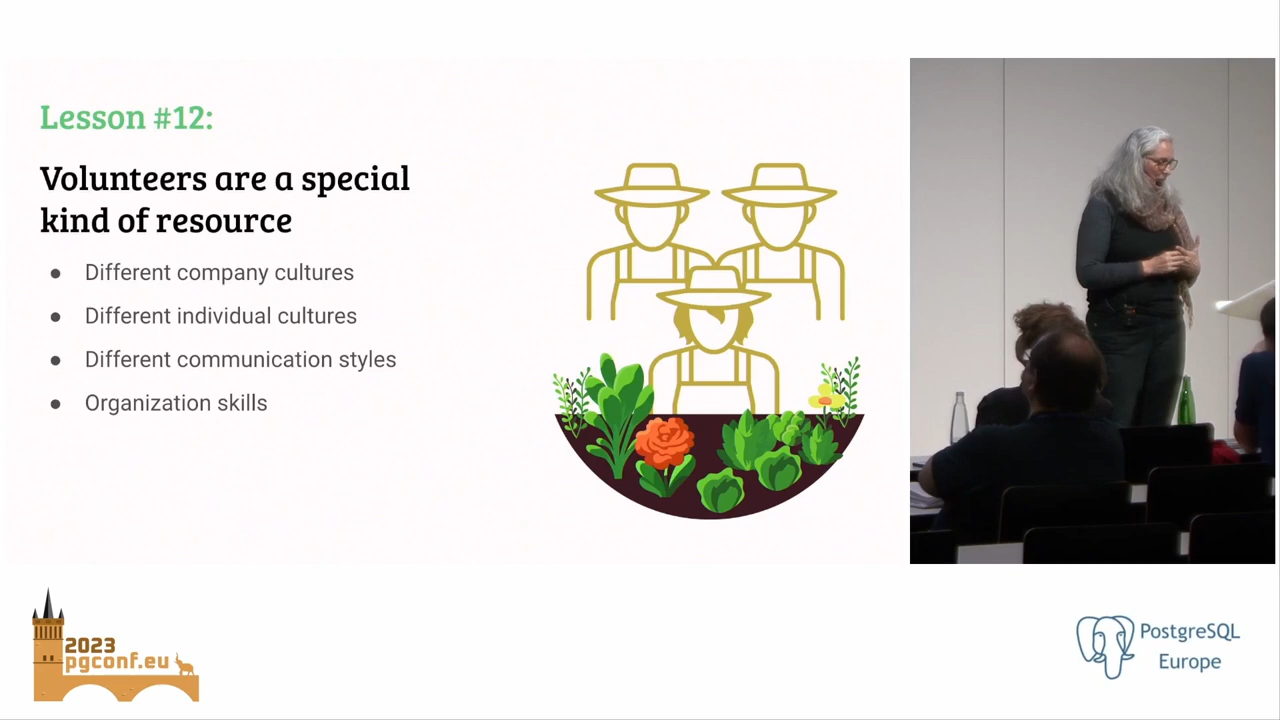 Lesson #12:
Volunteers are a special
kind of resource
● Different company cultures
● Different individual cultures
● Different communication styles
● Organization skills
2023
pgconf.eu
PostgreSQL
Europe